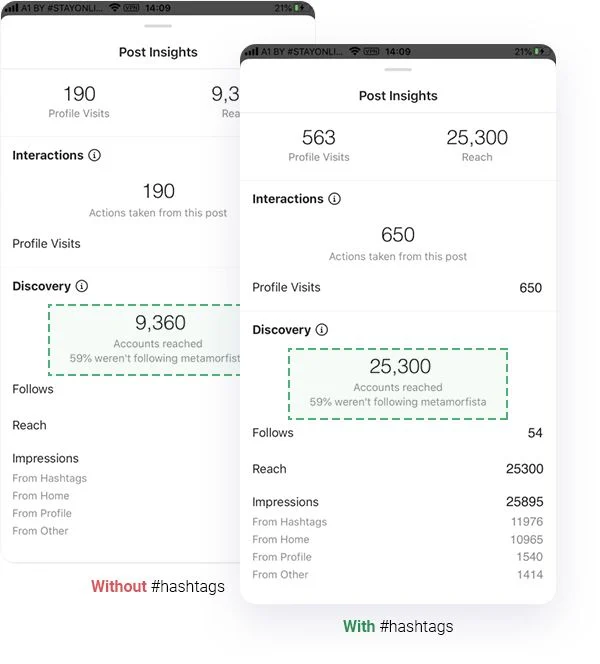 A1 BY #STAYONLI... VPN 14:09 21%
Post Insights
190 9,3
Profile Visits Rea
Interactions
190
Actions taken from this post
Profile Visits
Discovery
9,360
Accounts reached
59% weren't following metamorfist
Follows
Reach
Impressions
From Hashtags
From Home
From Profile
From Other
Without #hashtags
A1 BY #STAYONLI... VPN 14:09 21%
Post Insights
563 25,300
Profile Visits Reach
Interactions
650
Actions taken from this post
Profile Visits 650
Discovery
25,300
Accounts reached
59% weren't following metamorfista
Follows 54
Reach 25300
Impressions 25895
From Hashtags 11976
From Home 10965
From Profile 1540
From Other 1414
With #hashtags